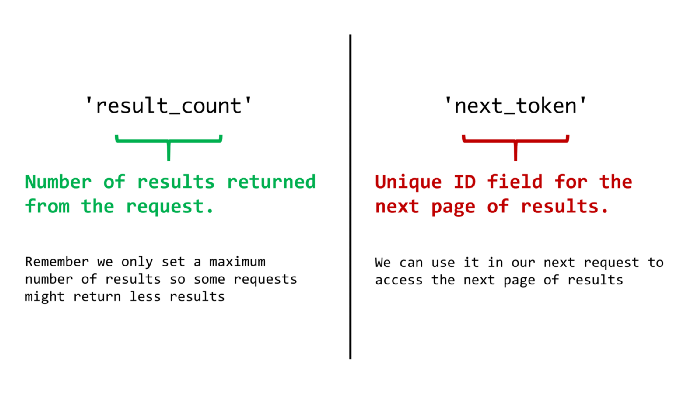 'result_count'
Number of results returned
from the request.
Remember we only set a maximum
number of results so some requests
might return less results
'next_token'
Unique ID field for the
next page of results.
We can use it in our next request to
access the next page of results